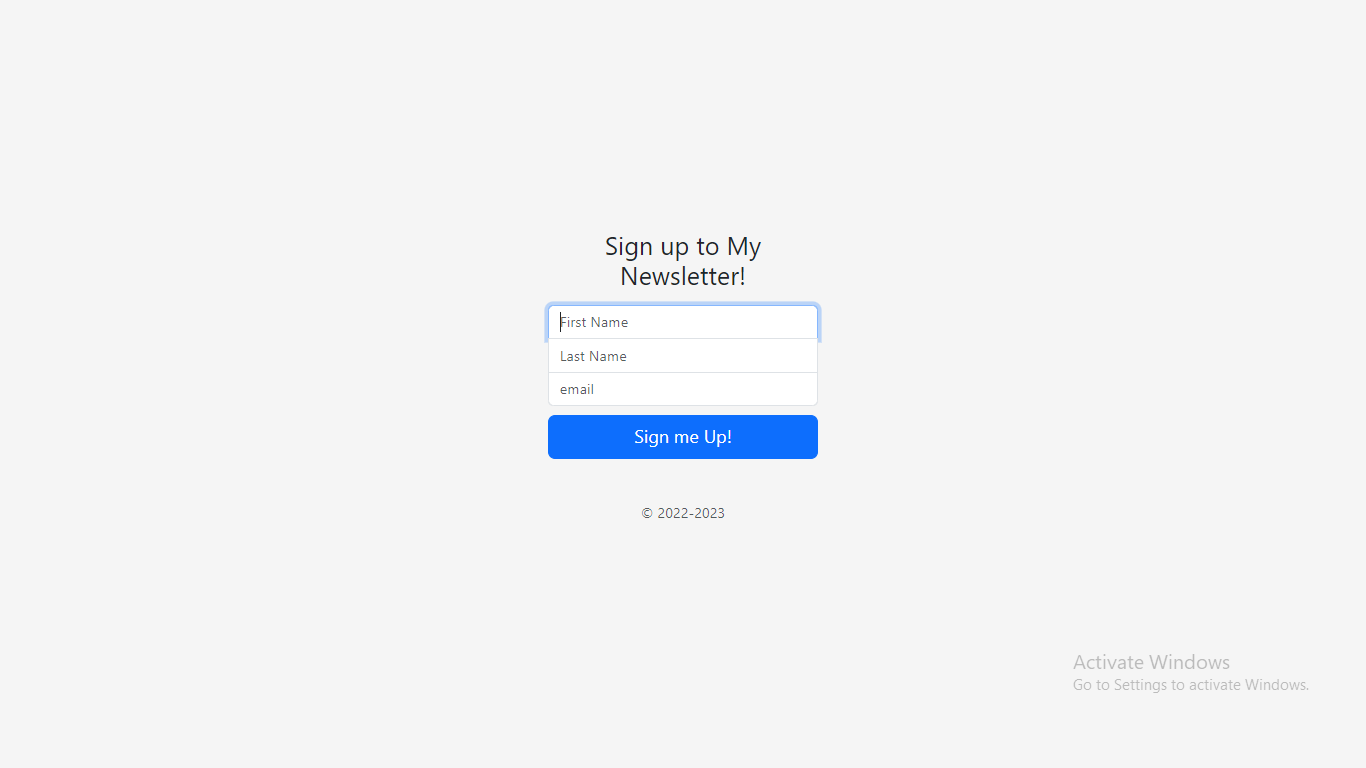 Sign up to My
Newsletter!
First Name
Last Name
email
Sign me Up!
© 2022-2023
Activate Windows
Go to Settings to activate Windows.